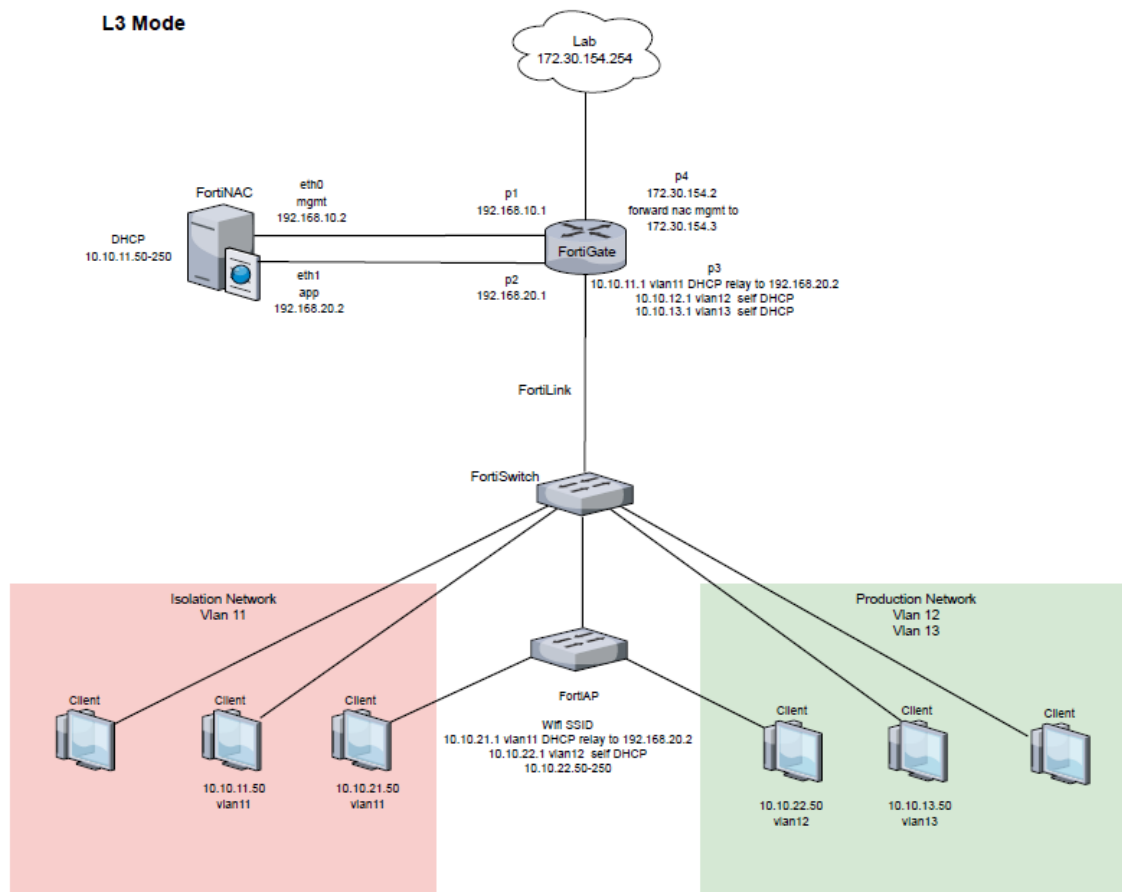 L3 Mode
Lab
172.30.154.254
FortiNAC
eth0
mgmt
192.168.10.2
p1
192.168.10.1
p4
172.30.154.2
forward nac mgmt to
172.30.154.3
DHCP
10.10.11.50-250
FortiGate
eth1
app
192.168.20.2
p2
192.168.20.1
p3
10.10.11.1 vlan11 DHCP relay to 192.168.20.2
10.10.12.1 vlan12 self DHCP
10.10.13.1 vlan13 self DHCP
FortiLink
FortiSwitch
Isolation Network
Vlan 11
Production Network
Vlan 12
Vlan 13
Client
Client
10.10.11.50
vlan11
Client
10.10.21.50
vlan11
FortiAP
Wifi SSID
10.10.21.1 vlan11 DHCP relay to 192.168.20.2
10.10.22.1 vlan12 self DHCP
10.10.22.50-250
Client
10.10.22.50
vlan12
Client
10.10.13.50
vlan13
Client